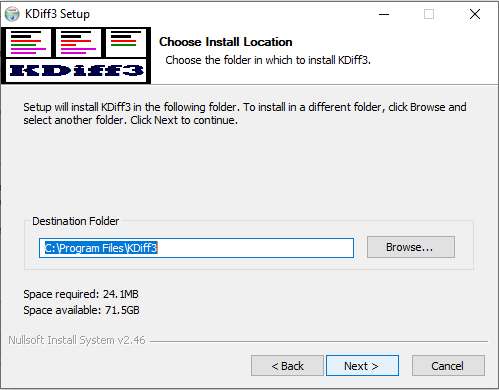 KDiff3 Setup
KDiff3
Choose Install Location
Choose the folder in which to install KDiff3.
Setup will install KDiff3 in the following folder. To install in a different folder, click Browse and
select another folder. Click Next to continue.
Destination Folder
C:\Program Files\KDiff3
Browse...
Space required: 24.1MB
Space available: 71.5GB
Nullsoft Install System v2.46
< Back
Next >
Cancel